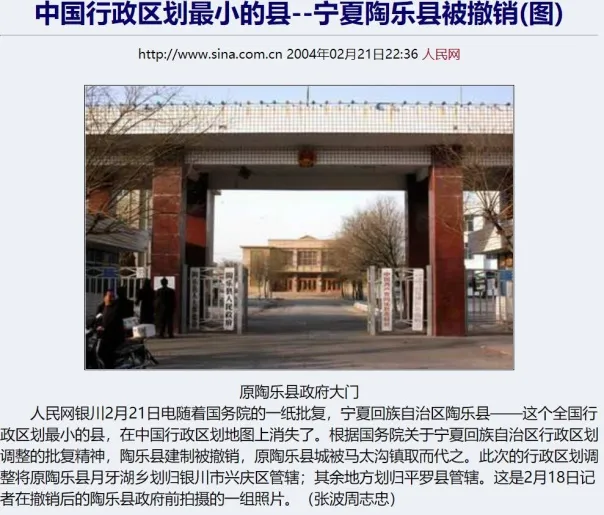 中国行政区划最小的县--宁夏陶乐县被撤销(图)
http://www.sina.com.cn 2004年02月21日22:36 人民网
陶乐县人民政府
原陶乐县政府大门
人民网银川2月21日电随着国务院的一纸批复，宁夏回族自治区陶乐县——这个全国行
政区划最小的县，在中国行政区划地图上消失了。根据国务院关于宁夏回族自治区行政区划
调整的批复精神，陶乐县建制被撤销，原陶乐县城被马太沟镇取而代之。此次的行政区划调
整将原陶乐县月牙湖乡划归银川市兴庆区管辖；其余地方划归平罗县管辖。这是2月18日记
者在撤销后的陶乐县政府前拍摄的一组照片。（张波周志忠）